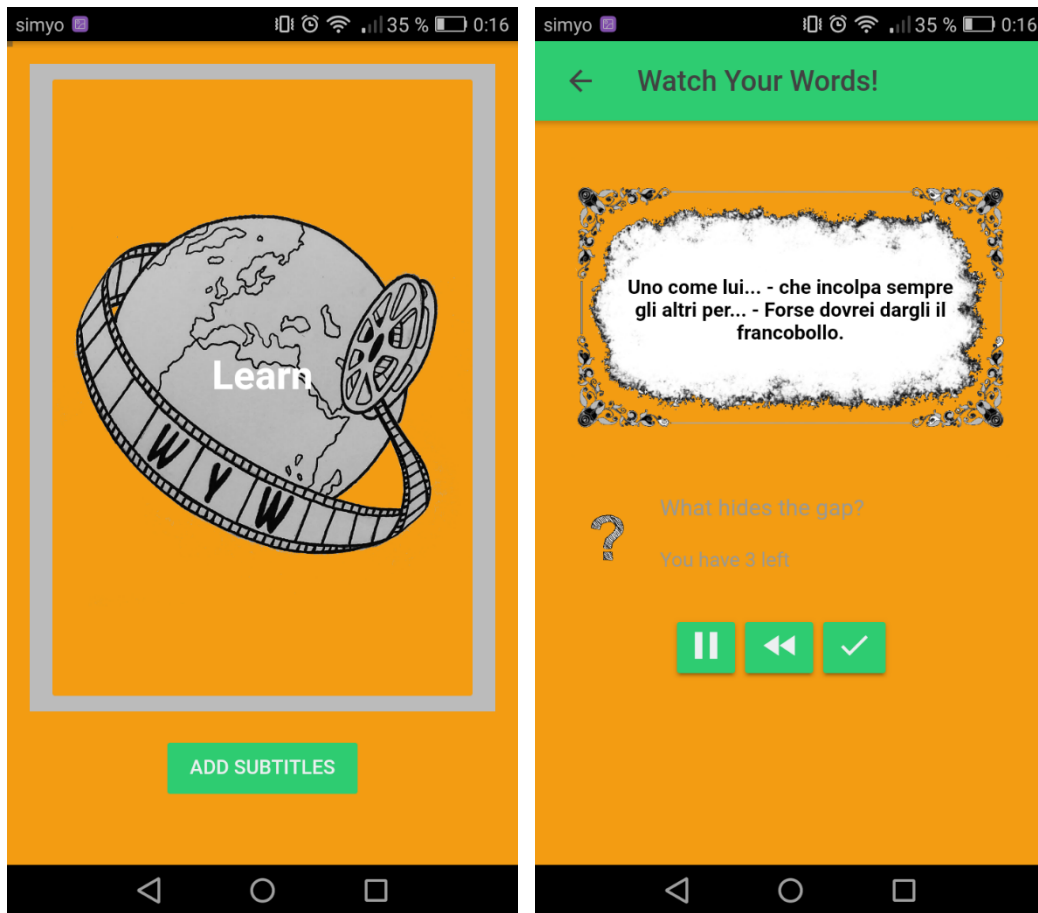 simyo 35 % 0:16
Learn
W Y W
ADD SUBTITLES
simyo 35 % 0:16
Watch Your Words!
Uno come lui... - che incolpa sempre
gli altri per... - Forse dovrei dargli il
francobollo.
What hides the gap?
You have 3 left